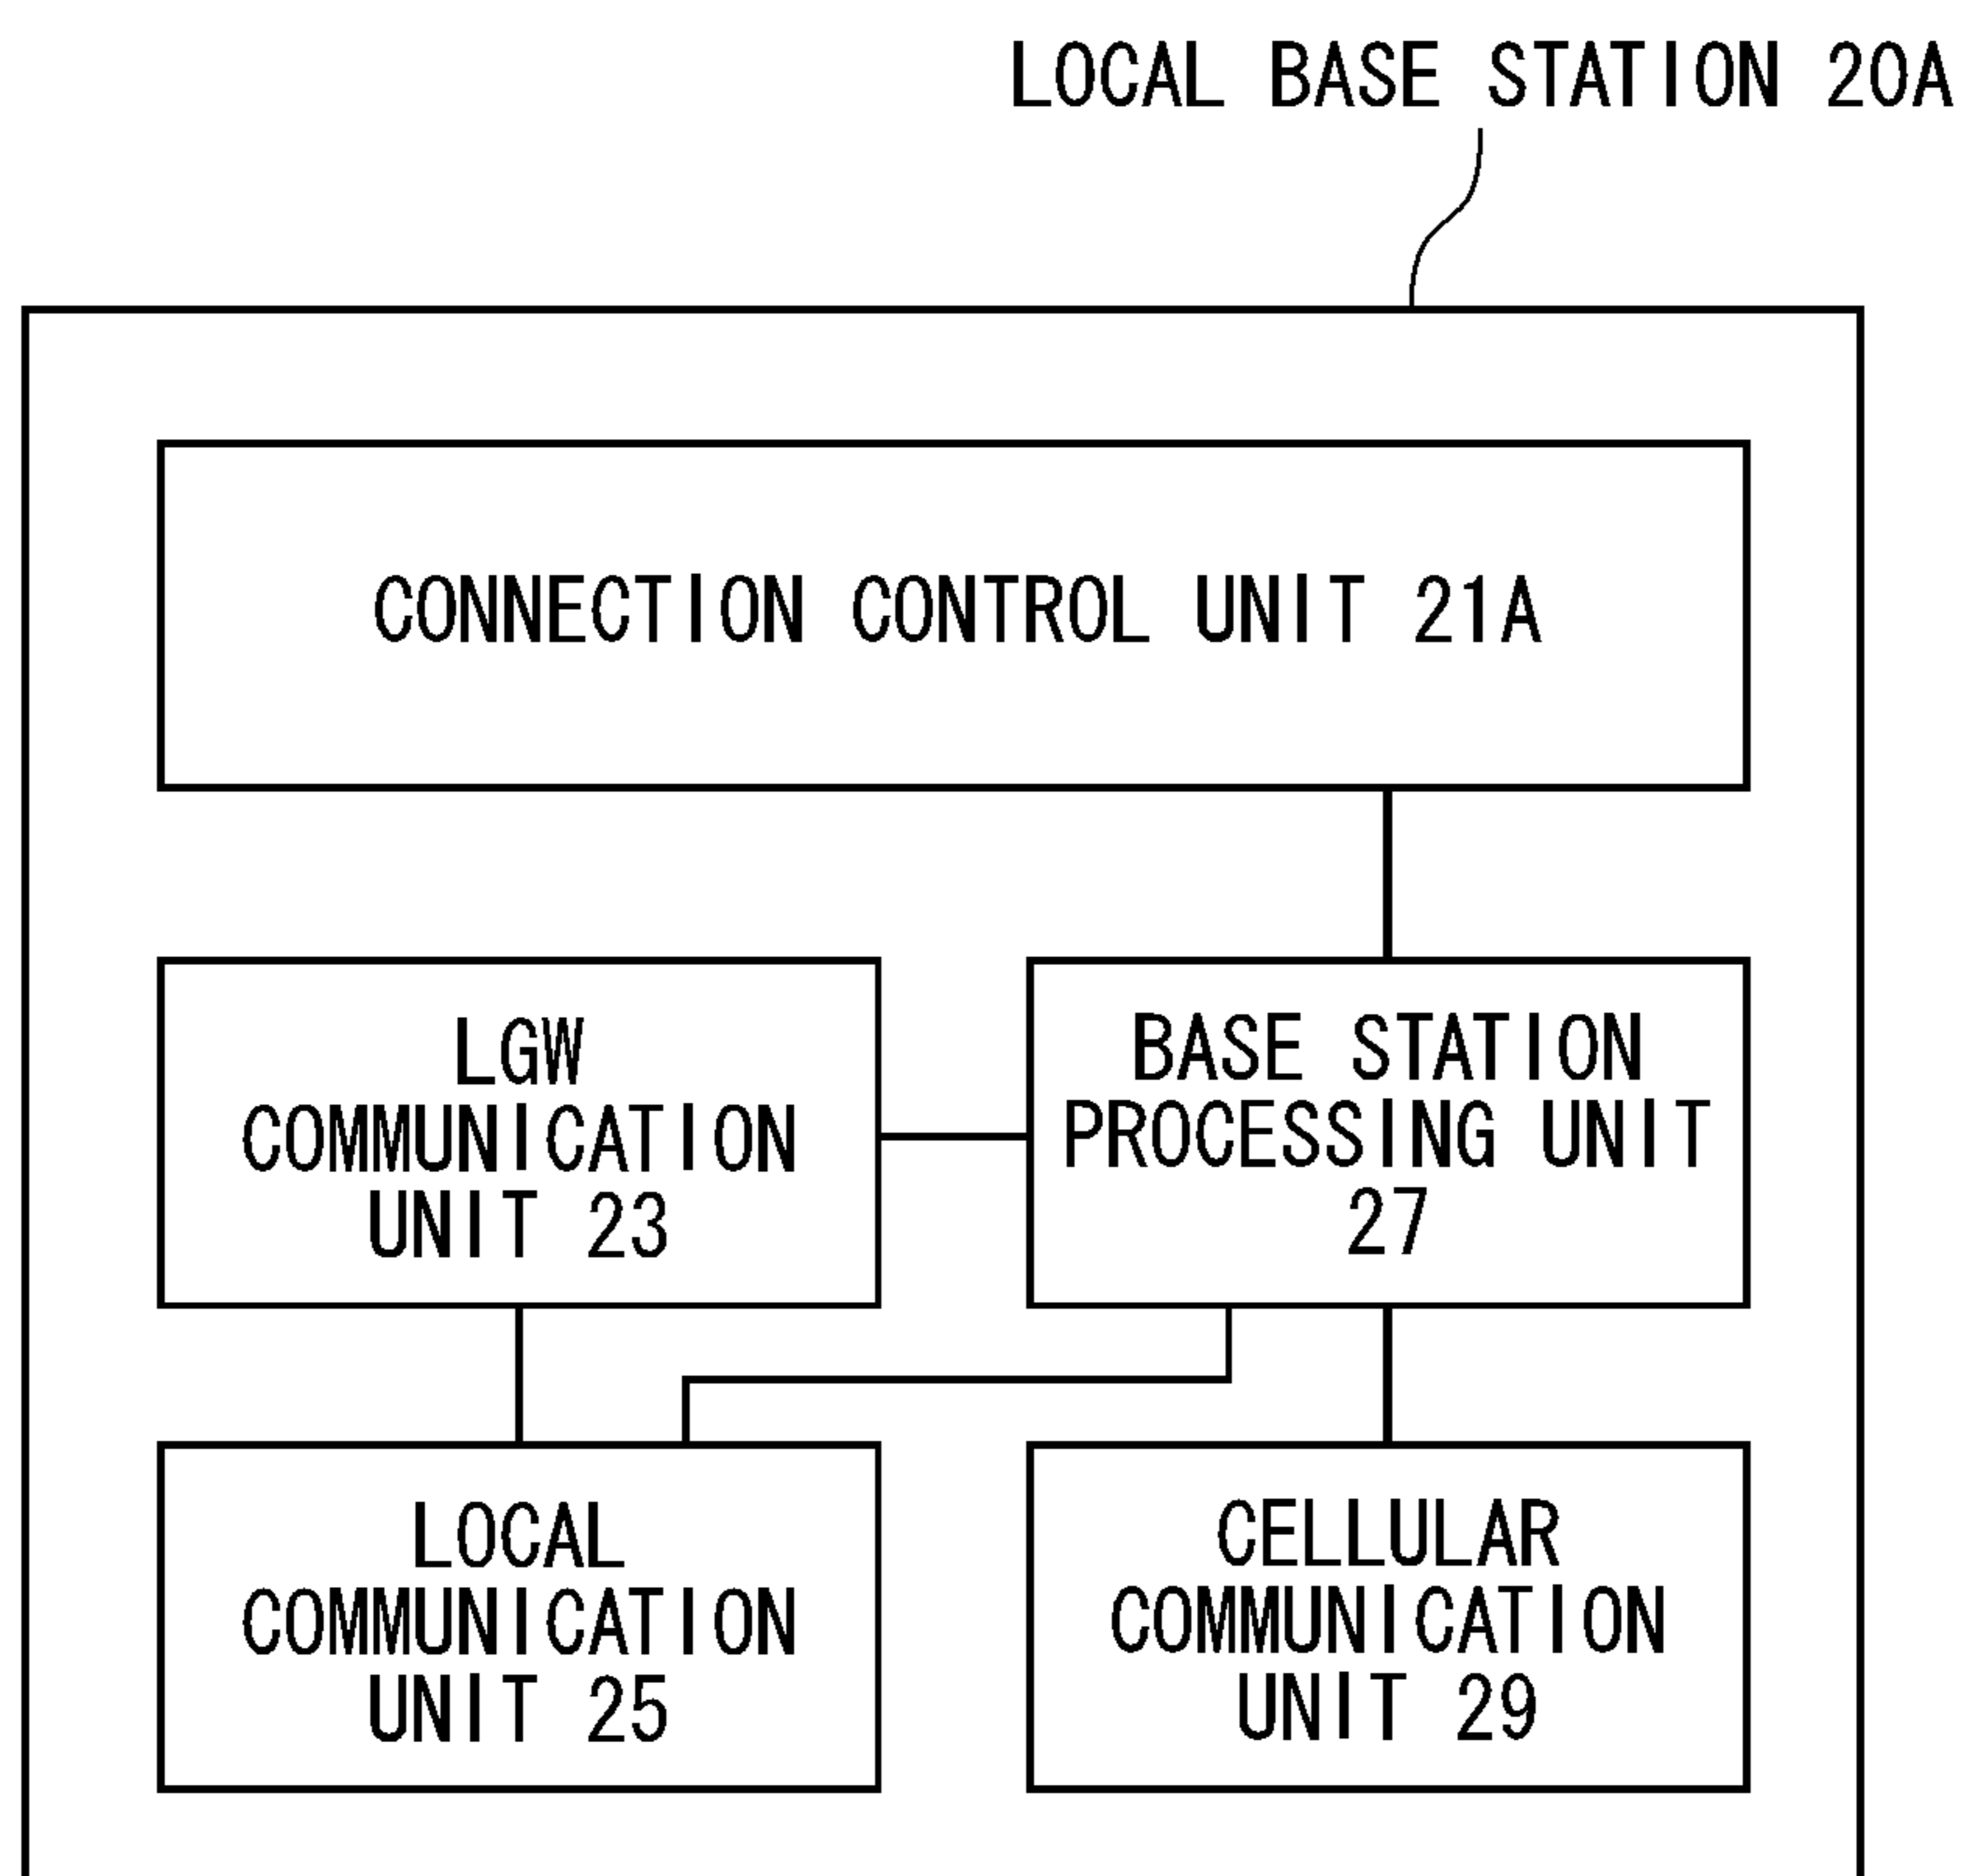 LOCAL BASE STATION 20A
CONNECTION CONTROL UNIT 21A
LGW
COMMUNICATION
UNIT 23
BASE STATION
PROCESSING UNIT
27
LOCAL
COMMUNICATION
UNIT 25
CELLULAR
COMMUNICATION
UNIT 29